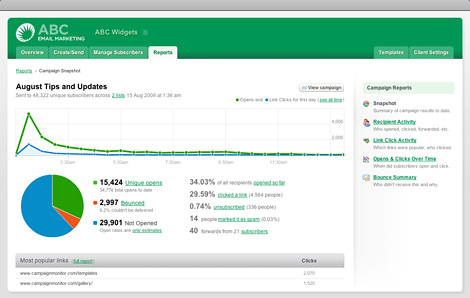 ABC
EMAIL MARKETING
ABC Widgets
Overview
Create/Send
Manage Subscribers
Reports
Templates
Client Settings
Reports › Campaign Snapshot
August Tips and Updates
View campaign
Sent to 48,322 unique subscribers across 2 lists 15 Aug 2009 at 1:38 am
Opens and Link Clicks for first day (see all time)
4,000
2,000
3:30am
5:30am
7:30am
9:30am
11:30am
15,424 Unique opens
34,776 total opens to date
2,997 Bounced
6.2% couldn't be delivered
29,901 Not Opened
Open rates are only estimates
34.03% of all recipients opened so far
29.59% clicked a link (4,564 people)
0.74% unsubscribed (336 people)
14 people marked it as spam (0.03%)
40 forwards from 21 subscribers
Most popular links (full report)
Clicks
www.campaignmonitor.com/templates
2,070
www.campaignmonitor.com/gallery/
1,520
Campaign Reports
Snapshot
Summary of campaign results to date.
Recipient Activity
Who opened, clicked, forwarded, etc.
Link Click Activity
Which links were popular, who clicked.
Opens & Clicks Over Time
When did subscribers open and click.
Bounce Summary
Who didn't receive this and why.